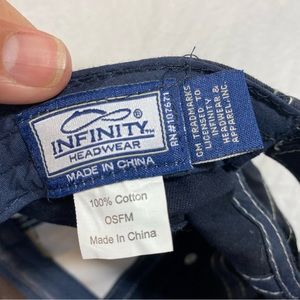 INFINITY
HEADWEAR
MADE IN CHINA
RN#107671
GM TRADEMARKS
LICENSED TO
INFINITY
HEADWEAR &
APPAREL INC.
100% Cotton
OSFM
Made in China